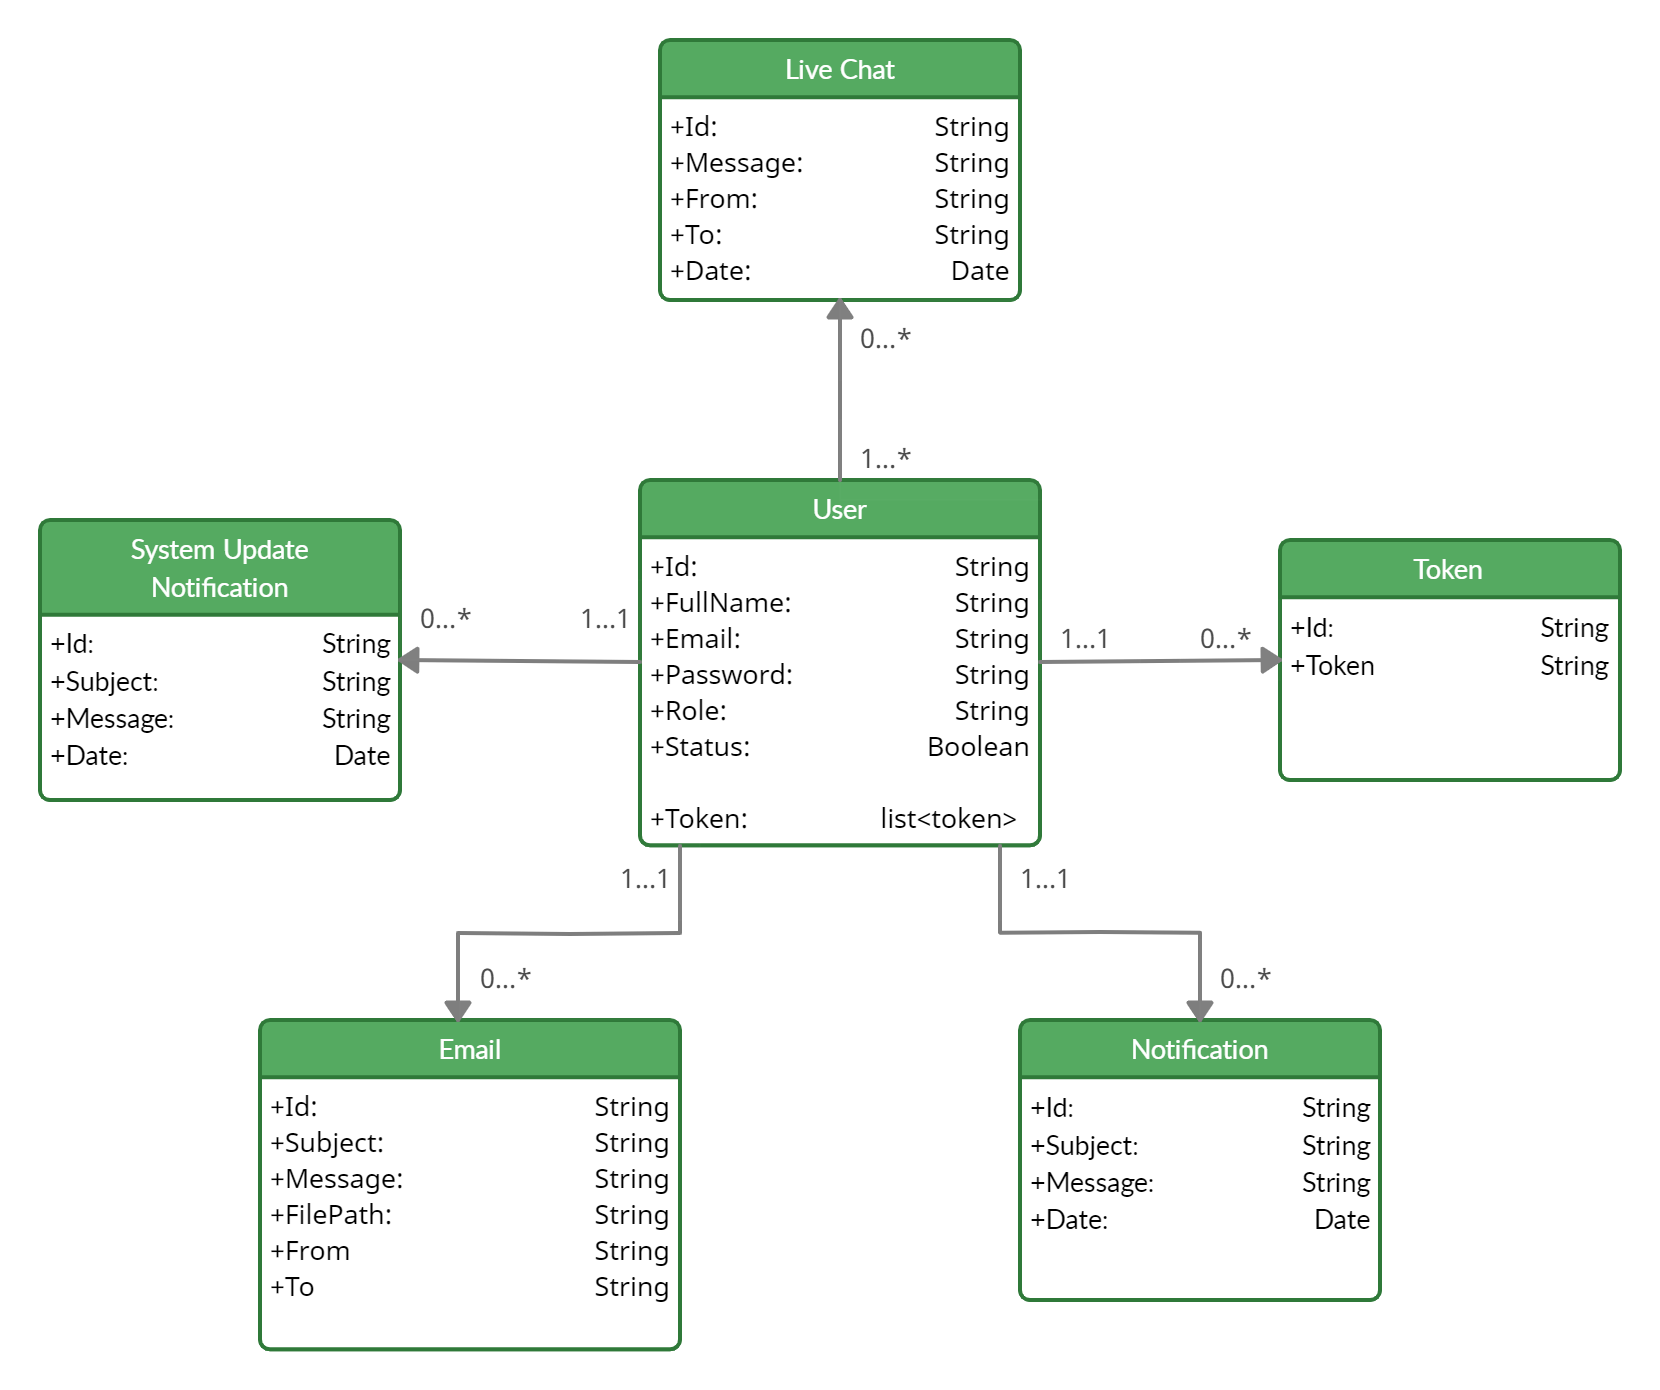 Live Chat
+Id: String
+Message: String
+From: String
+To: String
+Date: Date
0...*
1...*
User
+Id: String
+FullName: String
+Email: String
+Password: String
+Role: String
+Status: Boolean
+Token: list<token>
System Update
Notification
+Id: String
+Subject: String
+Message: String
+Date: Date
0...* 1...1
1...1 0...*
Token
+Id: String
+Token String
1...1
0...*
1...1
0...*
Email
+Id: String
+Subject: String
+Message: String
+FilePath: String
+From String
+To String
Notification
+Id: String
+Subject: String
+Message: String
+Date: Date